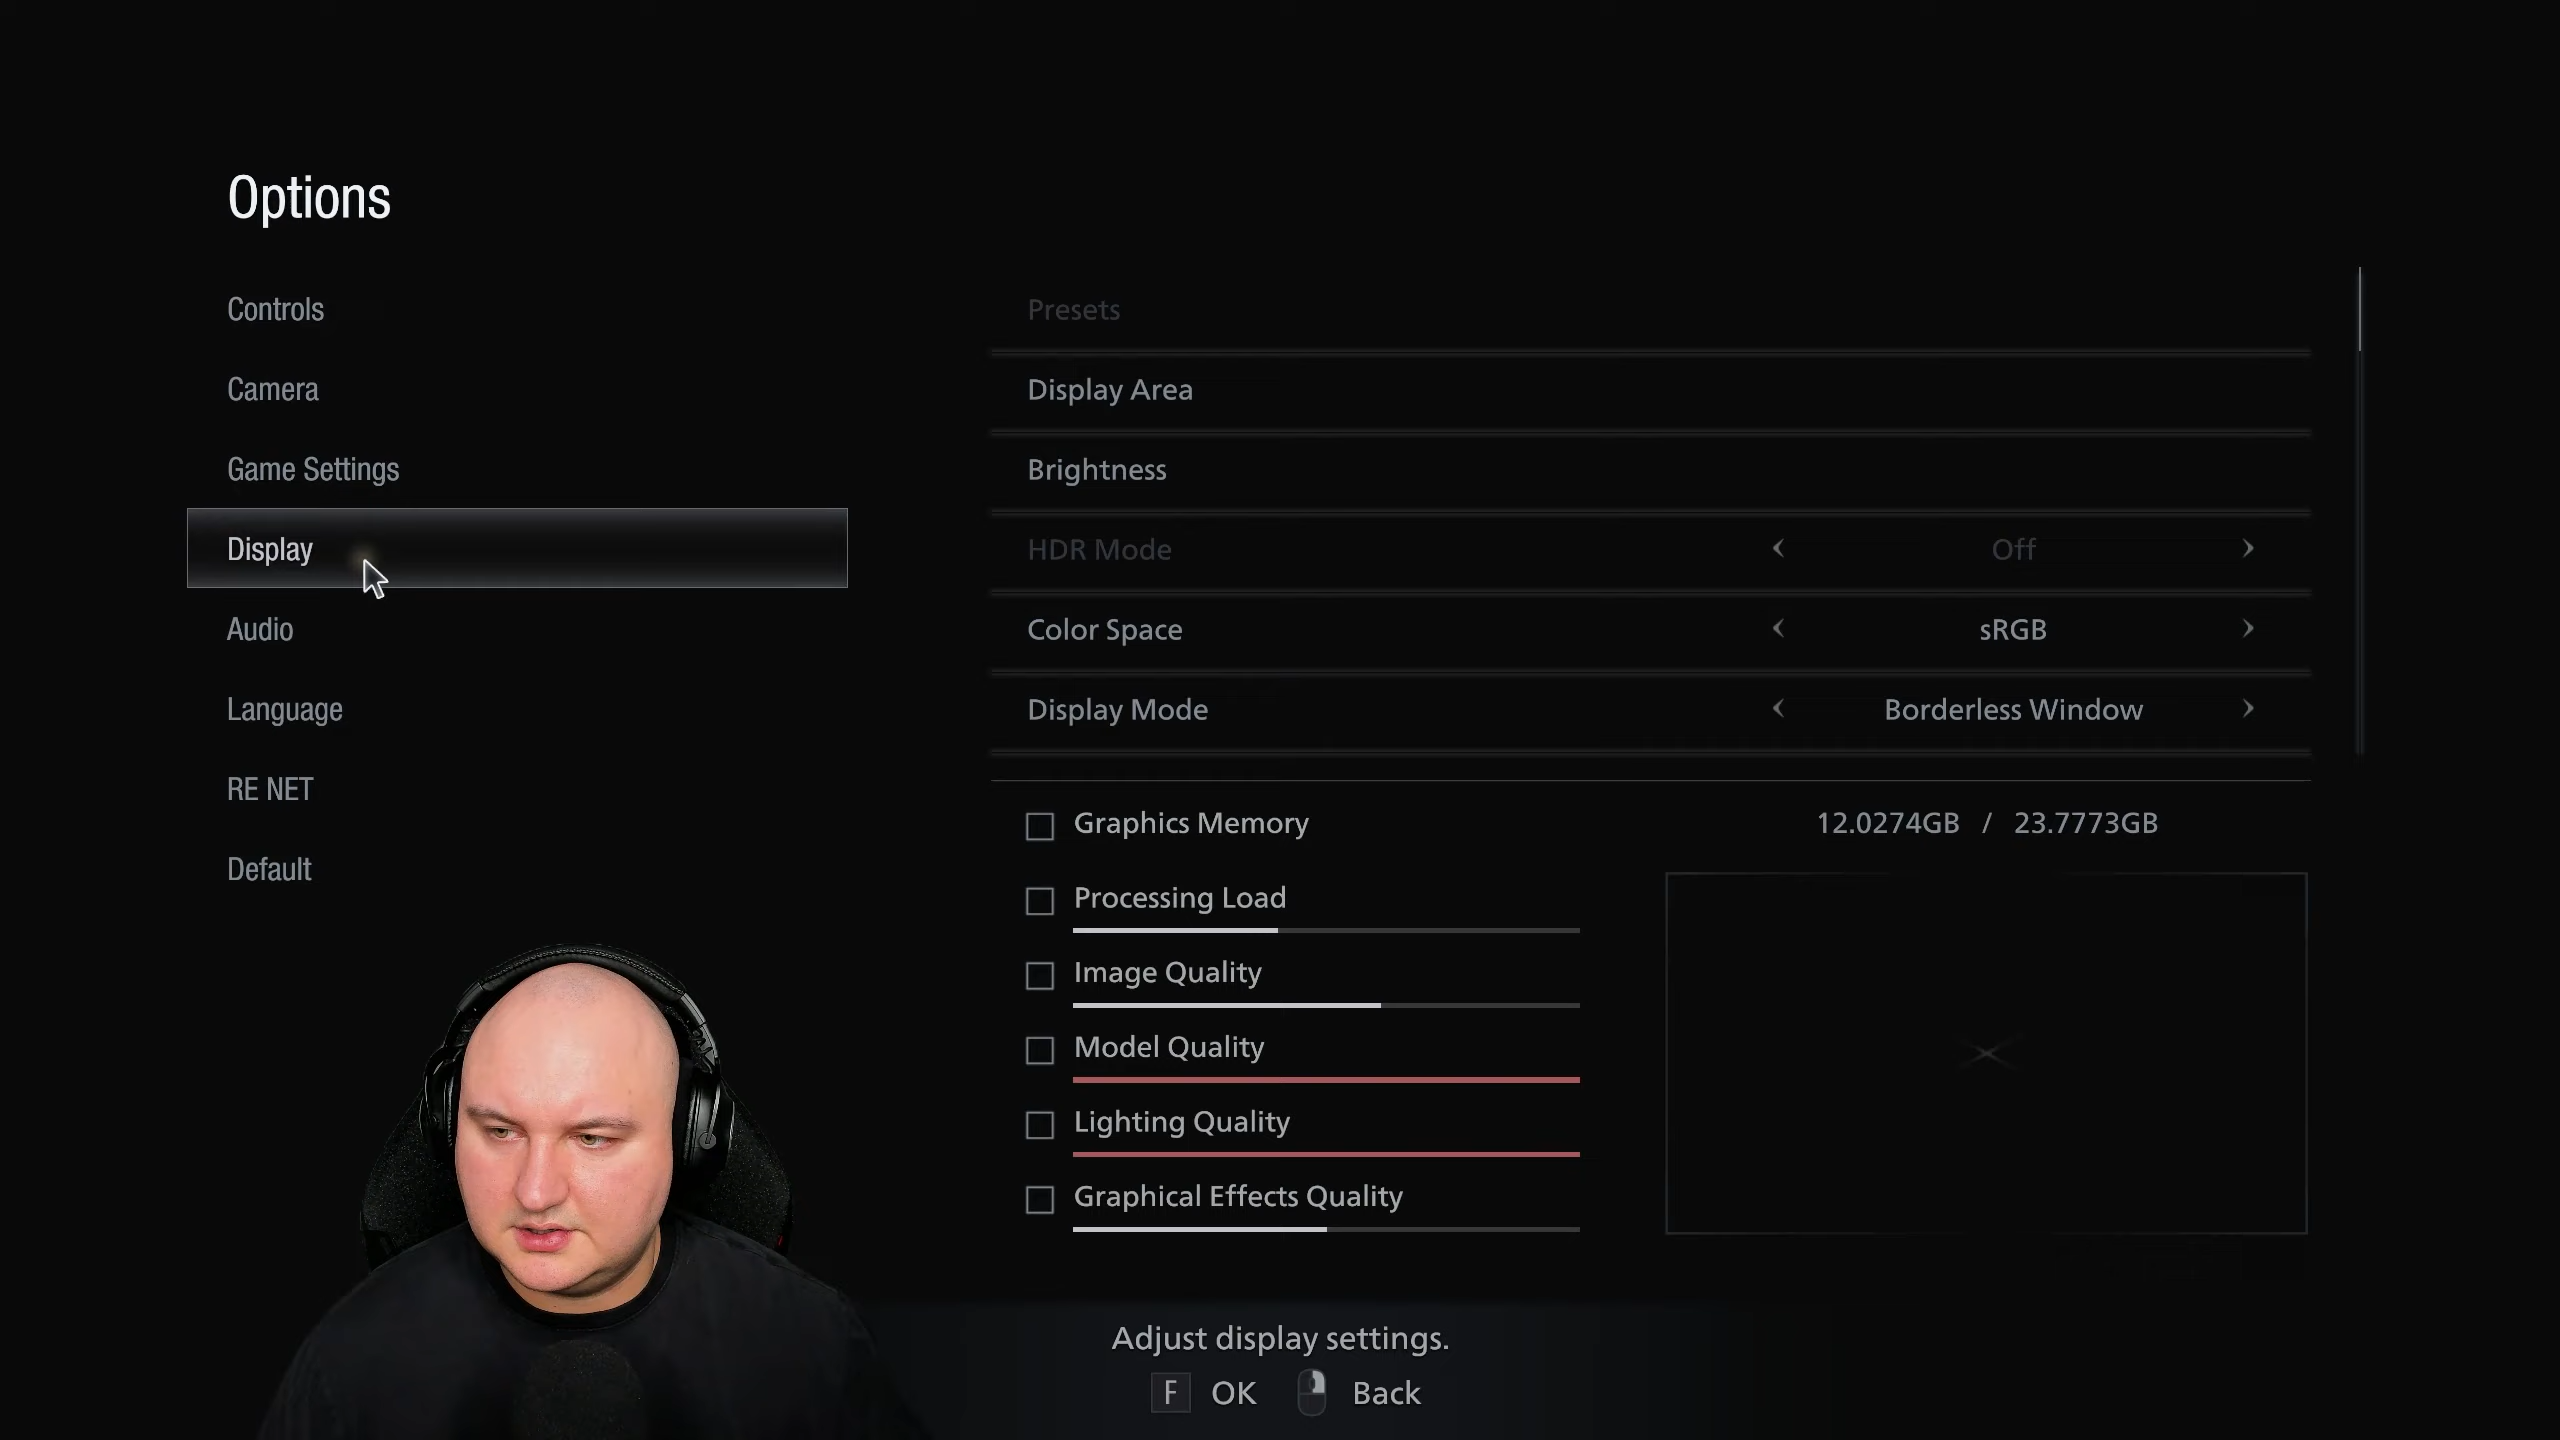 Options
Controls
Camera
Game Settings
Display
Audio
Language
RE NET
Default
Presets
Display Area
Brightness
HDR Mode Off
Color Space sRGB
Display Mode Borderless Window
Graphics Memory 12.0274GB / 23.7773GB
Processing Load
Image Quality
Model Quality
Lighting Quality
Graphical Effects Quality
Adjust display settings.
F OK Back